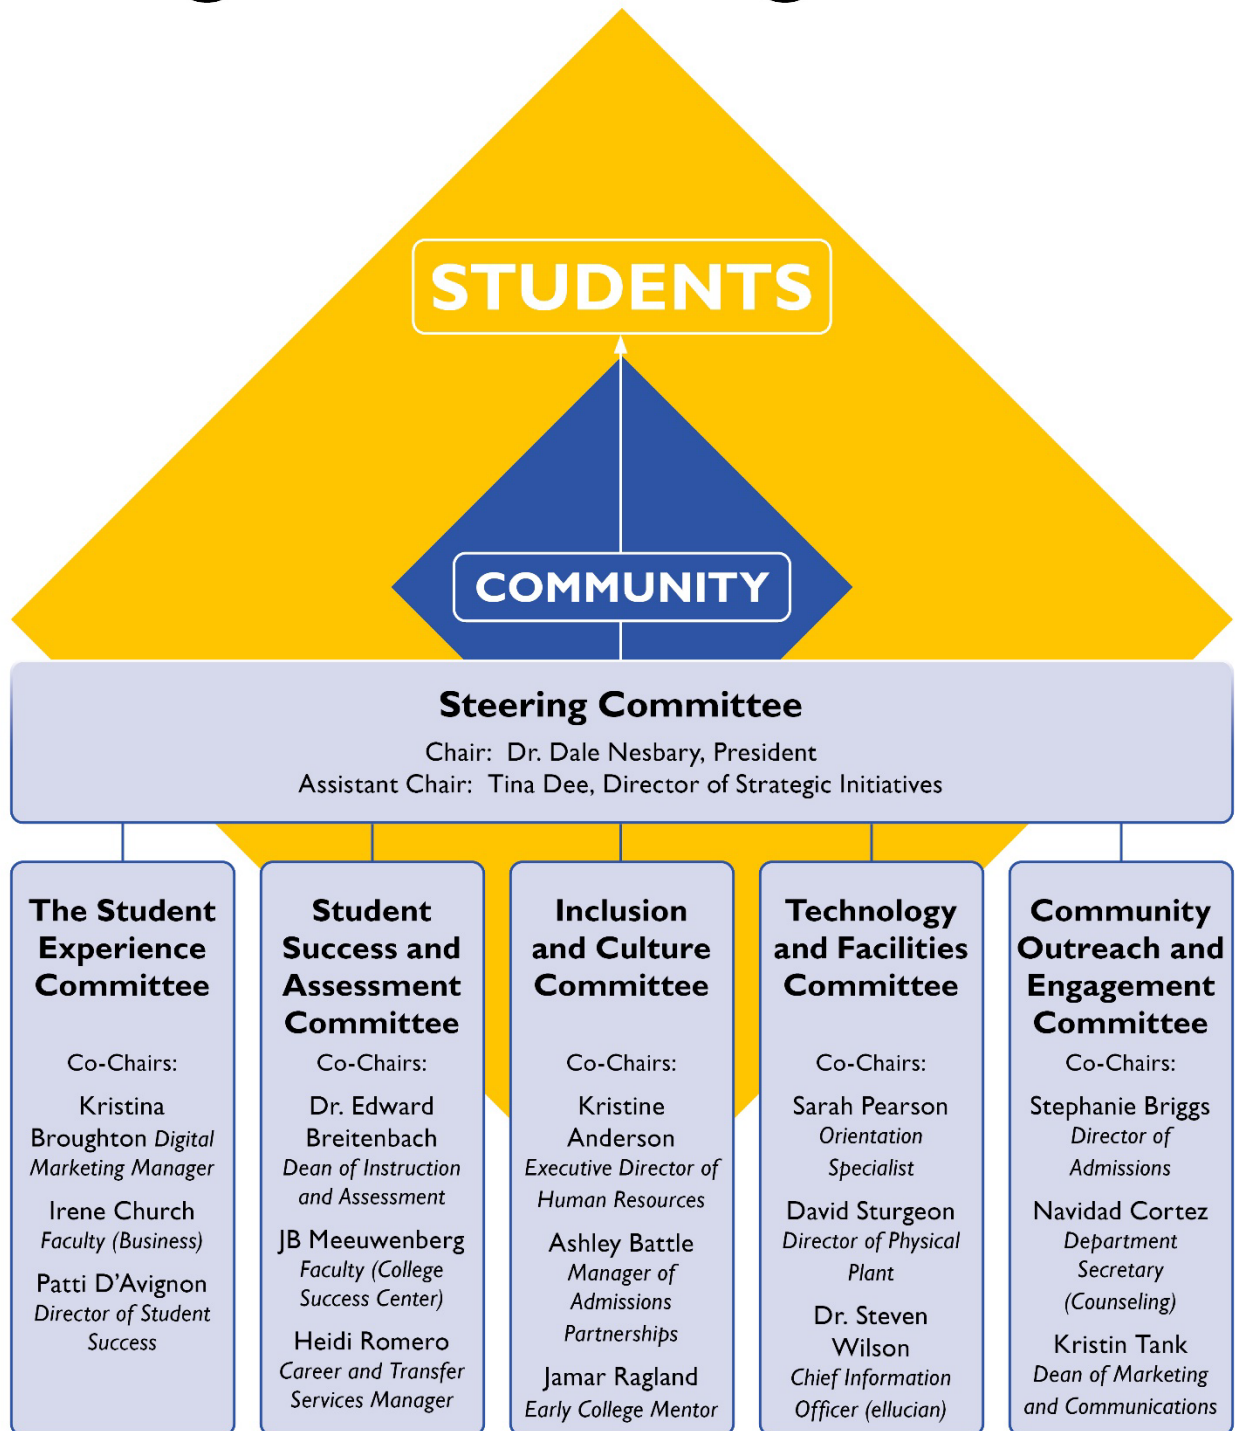 STUDENTS
COMMUNITY
Steering Committee
Chair: Dr. Dale Nesbary, President
Assistant Chair: Tina Dee, Director of Strategic Initiatives
The Student
Experience
Committee
Co-Chairs:
Kristina
Broughton Digital
Marketing Manager
Irene Church
Faculty (Business)
Patti D’Avignon
Director of Student
Success
Student
Success and
Assessment
Committee
Co-Chairs:
Dr. Edward
Breitenbach
Dean of Instruction
and Assessment
JB Meeuwenberg
Faculty (College
Success Center)
Heidi Romero
Career and Transfer
Services Manager
Inclusion
and Culture
Committee
Co-Chairs:
Kristine
Anderson
Executive Director of
Human Resources
Ashley Battle
Manager of
Admissions
Partnerships
Jamar Ragland
Early College Mentor
Technology
and Facilities
Committee
Co-Chairs:
Sarah Pearson
Orientation
Specialist
David Sturgeon
Director of Physical
Plant
Dr. Steven
Wilson
Chief Information
Officer (ellucian)
Community
Outreach and
Engagement
Committee
Co-Chairs:
Stephanie Briggs
Director of
Admissions
Navidad Cortez
Department
Secretary
(Counseling)
Kristin Tank
Dean of Marketing
and Communications